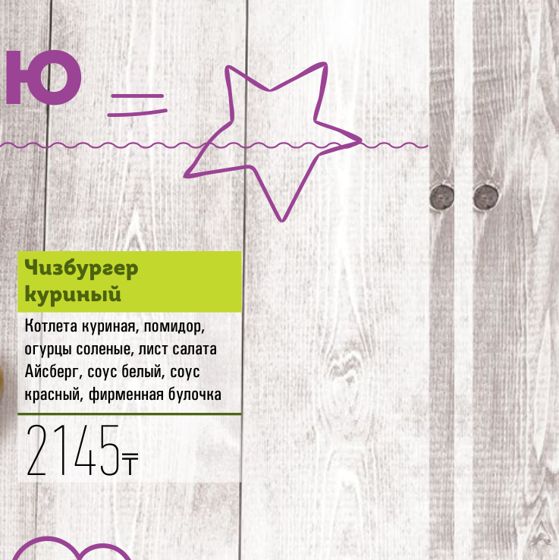 Ю
Чизбургер
куриный
Котлета куриная, помидор,
огурцы соленые, лист салата
Айсберг, соус белый, соус
красный, фирменная булочка
2145₸